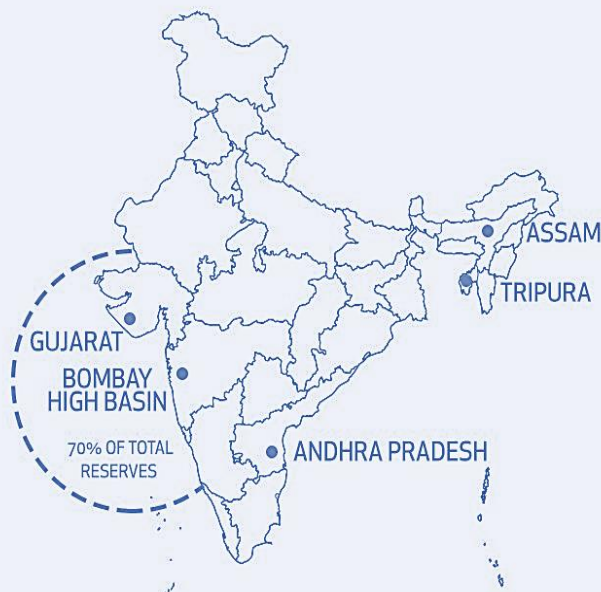 ASSAM
TRIPURA
GUJARAT
BOMBAY
HIGH BASIN
70% OF TOTAL
RESERVES
ANDHRA PRADESH